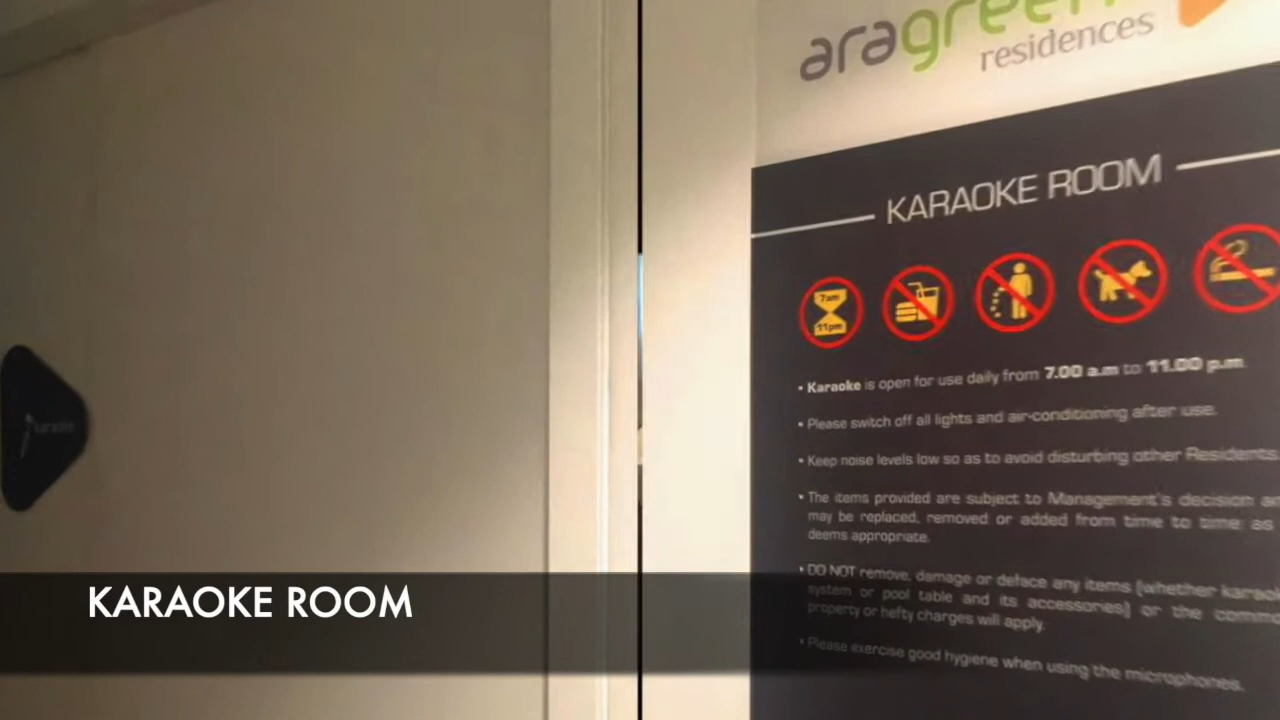 aragreen
residences
KARAOKE ROOM
7am
11pm
• Karaoke is open for use daily from 7.00 a.m to 11.00 p.m.
• Please switch off all lights and air-conditioning after use.
• Keep noise levels low so as to avoid disturbing other Residents.
• The items provided are subject to Management's decision
may be replaced, removed or added from time to time as
deems appropriate.
• DO NOT remove, damage or deface any items (whether
system or pool table and its accessories) or the
property or hefty charges will apply.
• Please exercise good hygiene when using the microphones.
karaoke
KARAOKE ROOM